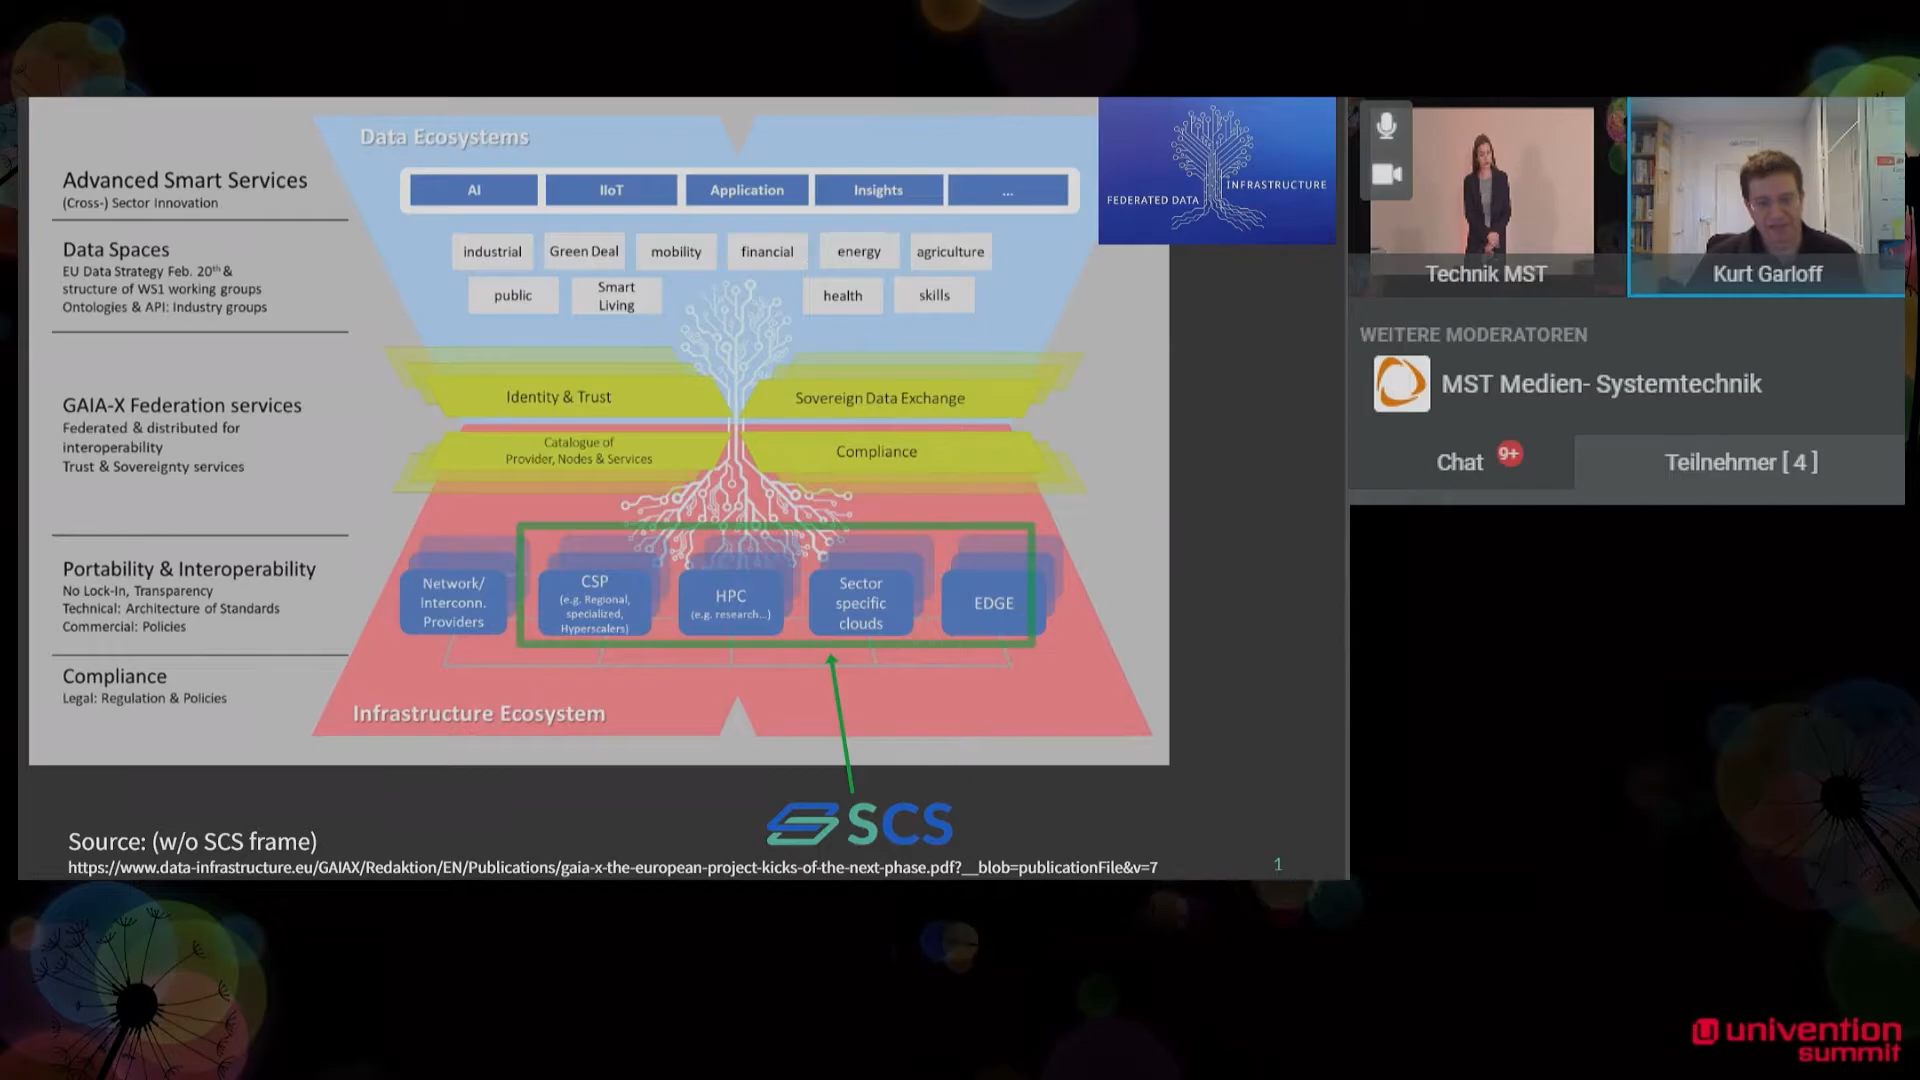 Data Ecosystems
Advanced Smart Services
(Cross-) Sector Innovation
AI
IIoT
Application
Insights
...
Data Spaces
EU Data Strategy Feb. 20th &
structure of WS1 working groups
Ontologies & API: Industry groups
industrial
Green Deal
mobility
financial
energy
agriculture
public
Smart
Living
health
skills
GAIA-X Federation services
Federated & distributed for
interoperability
Trust & Sovereignty services
Identity & Trust
Sovereign Data Exchange
Catalogue of
Provider, Nodes & Services
Compliance
Portability & Interoperability
No Lock-In, Transparency
Technical: Architecture of Standards
Commercial: Policies
Network/
Interconn.
Providers
CSP
(e.g. Regional,
specialized,
Hyperscalers)
HPC
(e.g. research...)
Sector
specific
clouds
EDGE
Compliance
Legal: Regulation & Policies
Infrastructure Ecosystem
SCS
Source: (w/o SCS frame)
https://www.data-infrastructure.eu/GAIAX/Redaktion/EN/Publications/gaia-x-the-european-project-kicks-of-the-next-phase.pdf?__blob=publicationFile&v=7
1
FEDERATED DATA
INFRASTRUCTURE
Technik MST
Kurt Garloff
WEITERE MODERATOREN
MST Medien- Systemtechnik
Chat
9+
Teilnehmer [ 4 ]
univention
summit